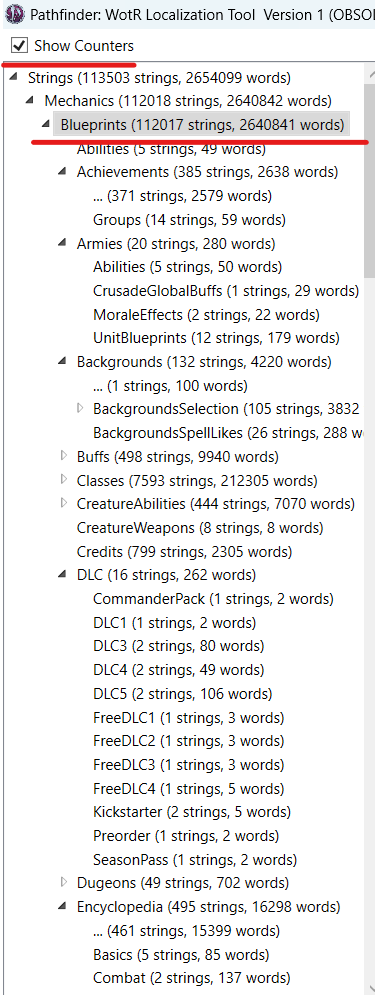 Pathfinder: WotR Localization Tool Version 1 (OBSOI
Show Counters
Strings (113503 strings, 2654099 words)
Mechanics (112018 strings, 2640842 words)
Blueprints (112017 strings, 2640841 words)
Abilities (5 strings, 49 words)
Achievements (385 strings, 2638 words)
... (371 strings, 2579 words)
Groups (14 strings, 59 words)
Armies (20 strings, 280 words)
Abilities (5 strings, 50 words)
CrusadeGlobalBuffs (1 strings, 29 words)
MoraleEffects (2 strings, 22 words)
UnitBlueprints (12 strings, 179 words)
Backgrounds (132 strings, 4220 words)
... (1 strings, 100 words)
BackgroundsSelection (105 strings, 3832
BackgroundsSpellLikes (26 strings, 288 w
Buffs (498 strings, 9940 words)
Classes (7593 strings, 212305 words)
CreatureAbilities (444 strings, 7070 words)
CreatureWeapons (8 strings, 8 words)
Credits (799 strings, 2305 words)
DLC (16 strings, 262 words)
CommanderPack (1 strings, 2 words)
DLC1 (1 strings, 2 words)
DLC3 (2 strings, 80 words)
DLC4 (2 strings, 49 words)
DLC5 (2 strings, 106 words)
FreeDLC1 (1 strings, 3 words)
FreeDLC2 (1 strings, 3 words)
FreeDLC3 (1 strings, 3 words)
FreeDLC4 (1 strings, 5 words)
Kickstarter (2 strings, 5 words)
Preorder (1 strings, 2 words)
SeasonPass (1 strings, 2 words)
Dugeons (49 strings, 702 words)
Encyclopedia (495 strings, 16298 words)
... (461 strings, 15399 words)
Basics (5 strings, 85 words)
Combat (2 strings, 137 words)